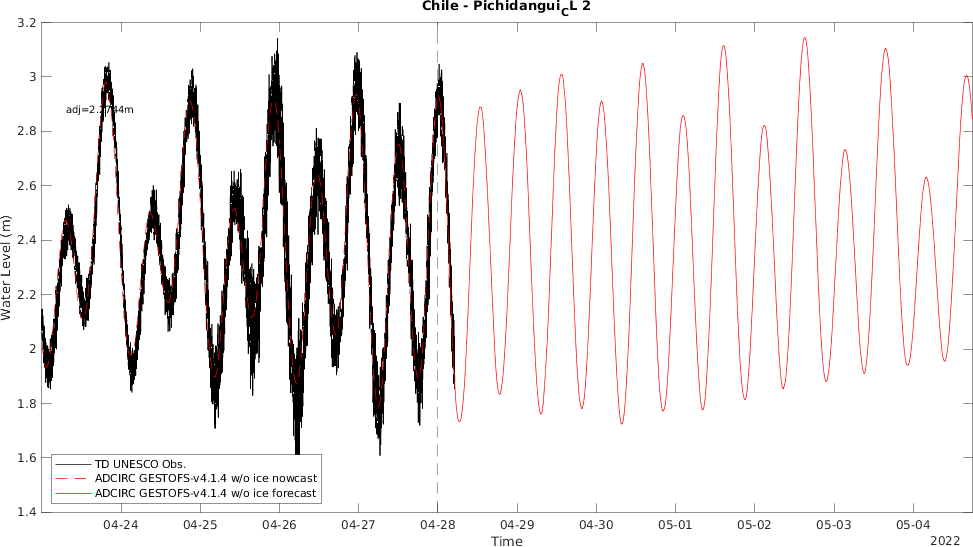 Chile - PichidanguiCL 2
3.2
3
2.8
2.6
2.4
2.2
2
1.8
1.6
1.4
Water Level (m)
adj=2.2744m
TD UNESCO Obs.
ADCIRC GESTOFS-v4.1.4 w/o ice nowcast
ADCIRC GESTOFS-v4.1.4 w/o ice forecast
04-24 04-25 04-26 04-27 04-28 04-29 04-30 05-01 05-02 05-03 05-04
Time
2022